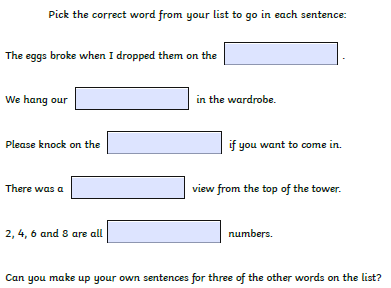 Pick the correct word from your list to go in each sentence:
The eggs broke when I dropped them on the .
We hang our in the wardrobe.
Please knock on the if you want to come in.
There was a view from the top of the tower.
2, 4, 6 and 8 are all numbers.
Can you make up your own sentences for three of the other words on the list?